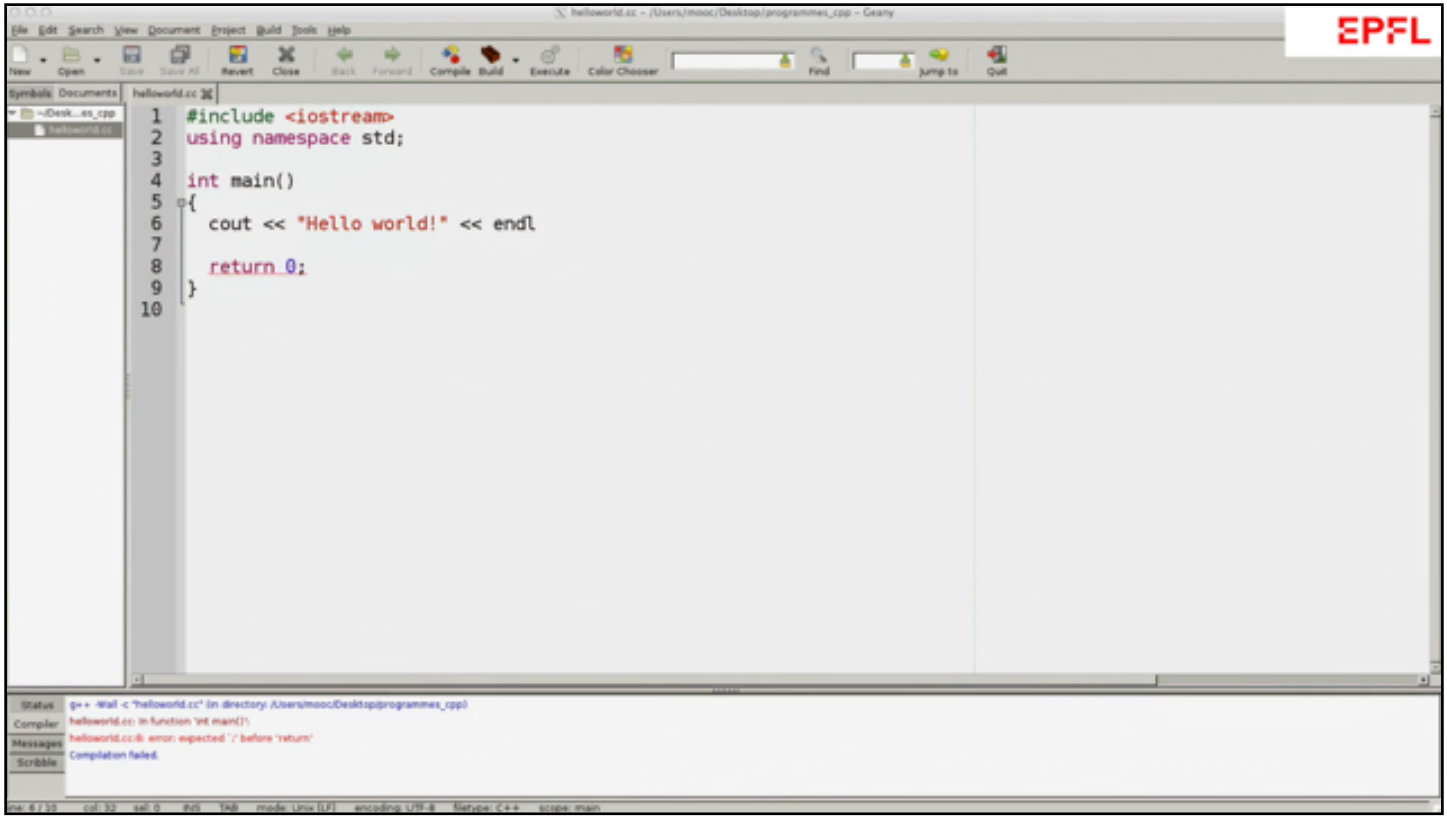 helloworld.cc - /Users/mooc/Desktop/programmes_cpp - Geany
EPFL
File Edit Search View Document Project Build Tools Help
New Open Save Save All Revert Close Back Forward Compile Build Execute Color Chooser Find Jump to Quit
Symbols Documents helloworld.cc
~/Desk...es_cpp
helloworld.cc
1 #include <iostream>
2 using namespace std;
3
4 int main()
5 {
6 cout << "Hello world!" << endl
7
8 return 0;
9 }
10
Status
Compiler
Messages
Scribble
g++ -Wall -c "helloworld.cc" (in directory: /Users/mooc/Desktop/programmes_cpp)
helloworld.cc: In function 'int main()':
helloworld.cc:8: error: expected `;' before 'return'
Compilation failed.
ine: 6 / 10 col: 32 sel: 0 INS TAB mode: Unix (LF) encoding: UTF-8 filetype: C++ scope: main